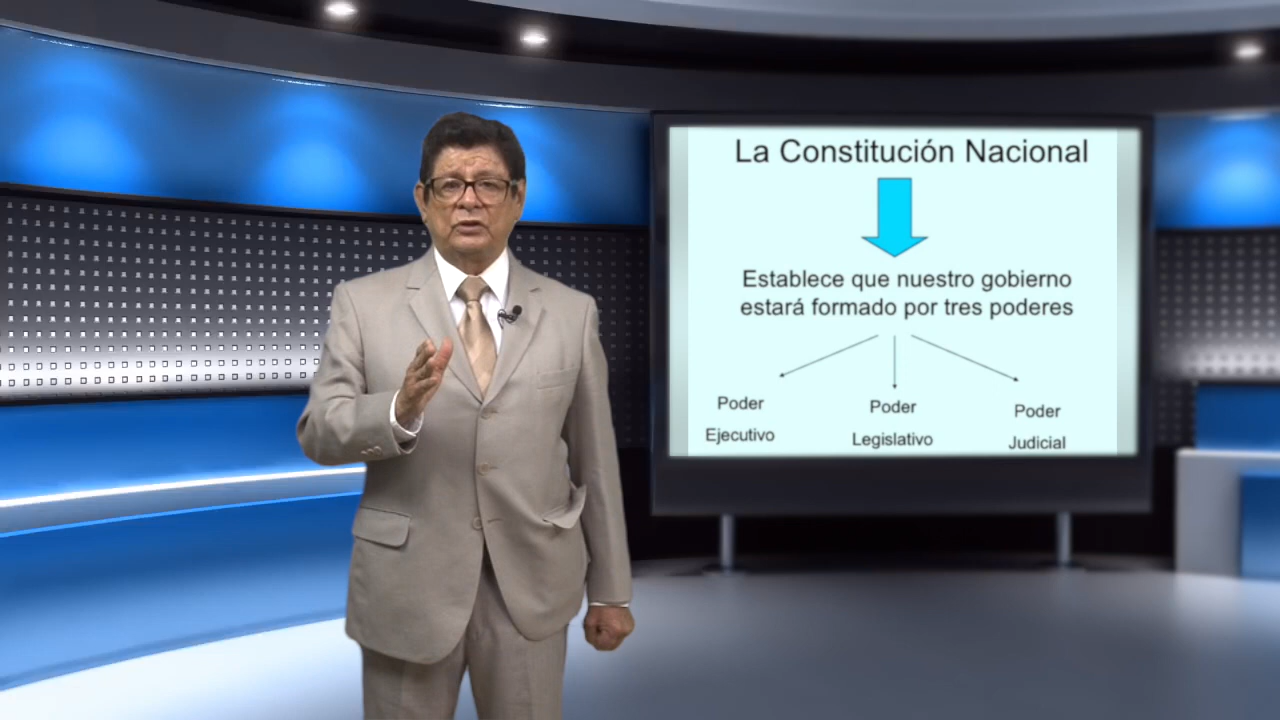 La Constitución Nacional
Establece que nuestro gobierno
estará formado por tres poderes
Poder
Ejecutivo
Poder
Legislativo
Poder
Judicial